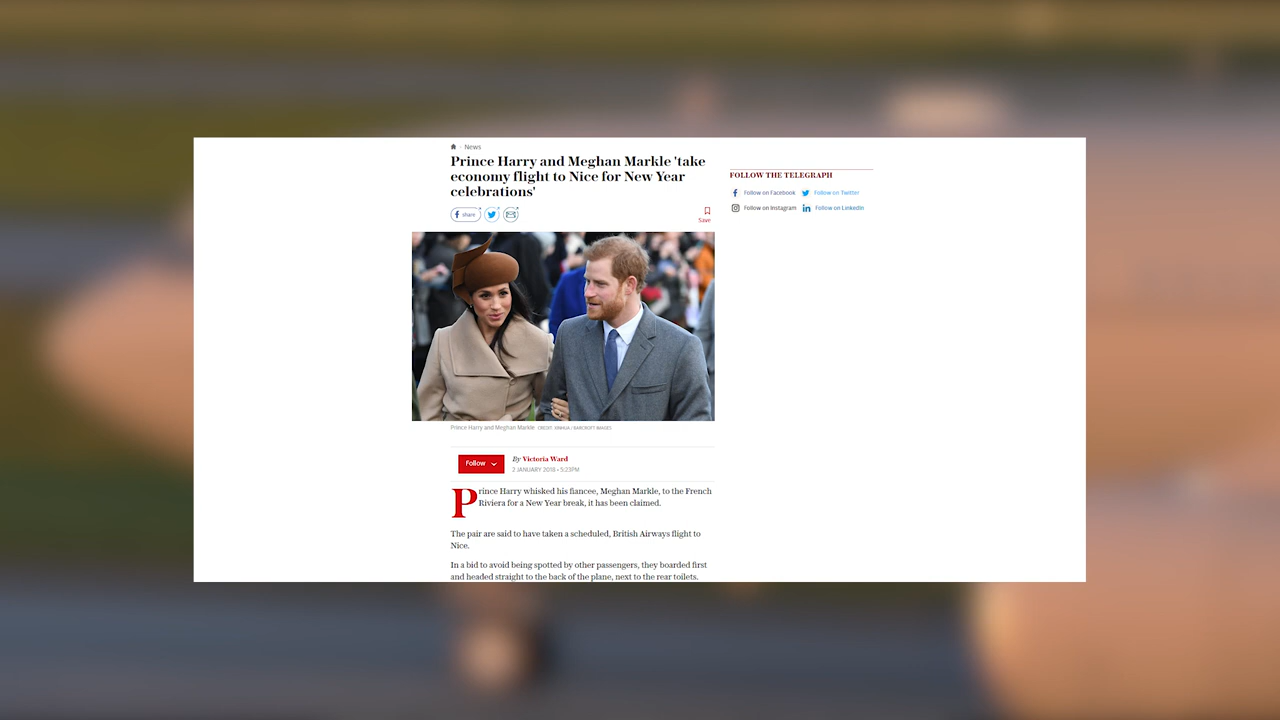 News
Prince Harry and Meghan Markle 'take
economy flight to Nice for New Year
celebrations'
share
Save
Prince Harry and Meghan Markle CREDIT: XINHUA / BARCROFT IMAGES
Follow
By Victoria Ward
2 JANUARY 2018 • 5:23PM
Prince Harry whisked his fiancee, Meghan Markle, to the French
Riviera for a New Year break, it has been claimed.
The pair are said to have taken a scheduled, British Airways flight to
Nice.
In a bid to avoid being spotted by other passengers, they boarded first
and headed straight to the back of the plane, next to the rear toilets.
FOLLOW THE TELEGRAPH
Follow on Facebook Follow on Twitter
Follow on Instagram Follow on LinkedIn